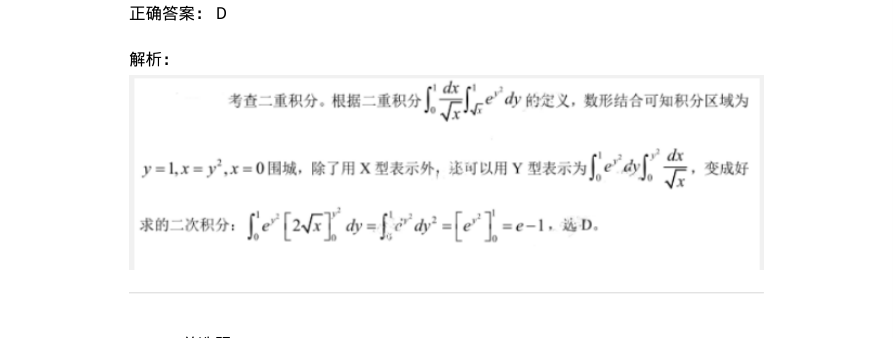 正确答案： D
解析：
考查二重积分。根据二重积分∫₀¹ dx/√x ∫_√x^1 e^{y²} dy 的定义，数形结合可知积分区域为
y=1,x=y²,x=0围城，除了用 X 型表示外，还可以用 Y 型表示为∫₀¹ e^{y²} dy ∫₀^{y²} dx/√x，变成好
求的二次积分：∫₀¹ e^{y²} [2√x]₀^{y²} dy = ∫₀¹ e^{y²} dy² = [e^{y²}]₀¹ = e−1，选 D。